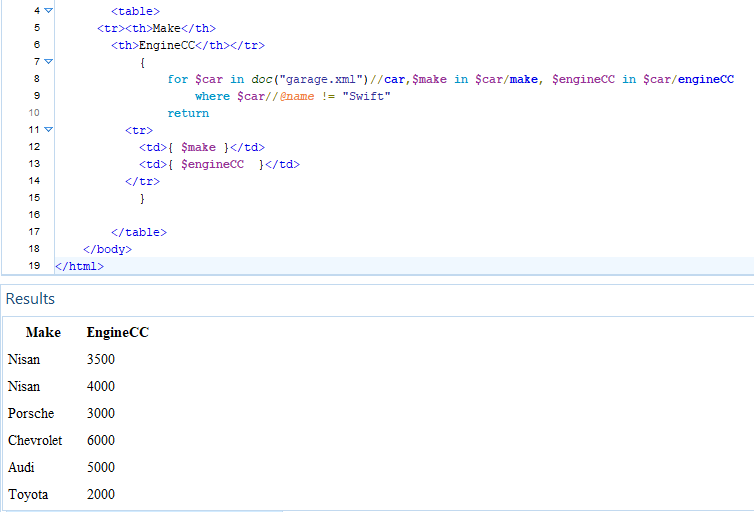 4 <table>
5 <tr><th>Make</th>
6 <th>EngineCC</th></tr>
7 {
8 for $car in doc("garage.xml")//car,$make in $car/make, $engineCC in $car/engineCC
9 where $car//@name != "Swift"
10 return
11 <tr>
12 <td>{ $make }</td>
13 <td>{ $engineCC }</td>
14 </tr>
15 }
16
17 </table>
18 </body>
19 </html>
Results
Make EngineCC
Nisan 3500
Nisan 4000
Porsche 3000
Chevrolet 6000
Audi 5000
Toyota 2000